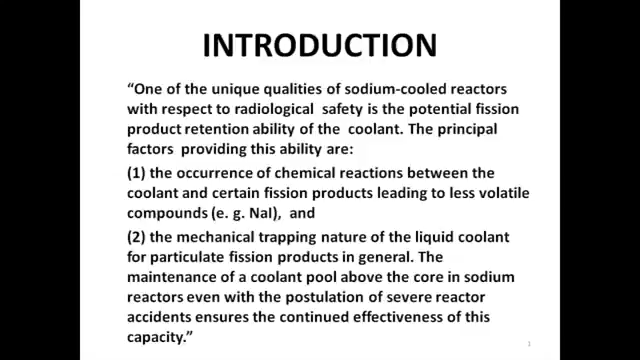 INTRODUCTION
“One of the unique qualities of sodium-cooled reactors
with respect to radiological safety is the potential fission
product retention ability of the coolant. The principal
factors providing this ability are:
(1) the occurrence of chemical reactions between the
coolant and certain fission products leading to less volatile
compounds (e. g. NaI), and
(2) the mechanical trapping nature of the liquid coolant
for particulate fission products in general. The
maintenance of a coolant pool above the core in sodium
reactors even with the postulation of severe reactor
accidents ensures the continued effectiveness of this
capacity.”
1